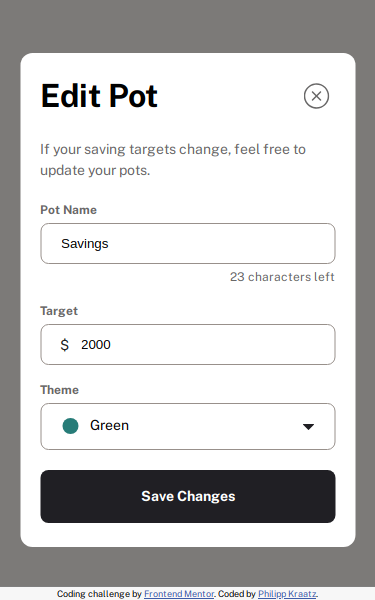 Edit Pot
If your saving targets change, feel free to
update your pots.
Pot Name
Savings
23 characters left
Target
$ 2000
Theme
Green
Save Changes
Coding challenge by Frontend Mentor. Coded by Philipp Kraatz.